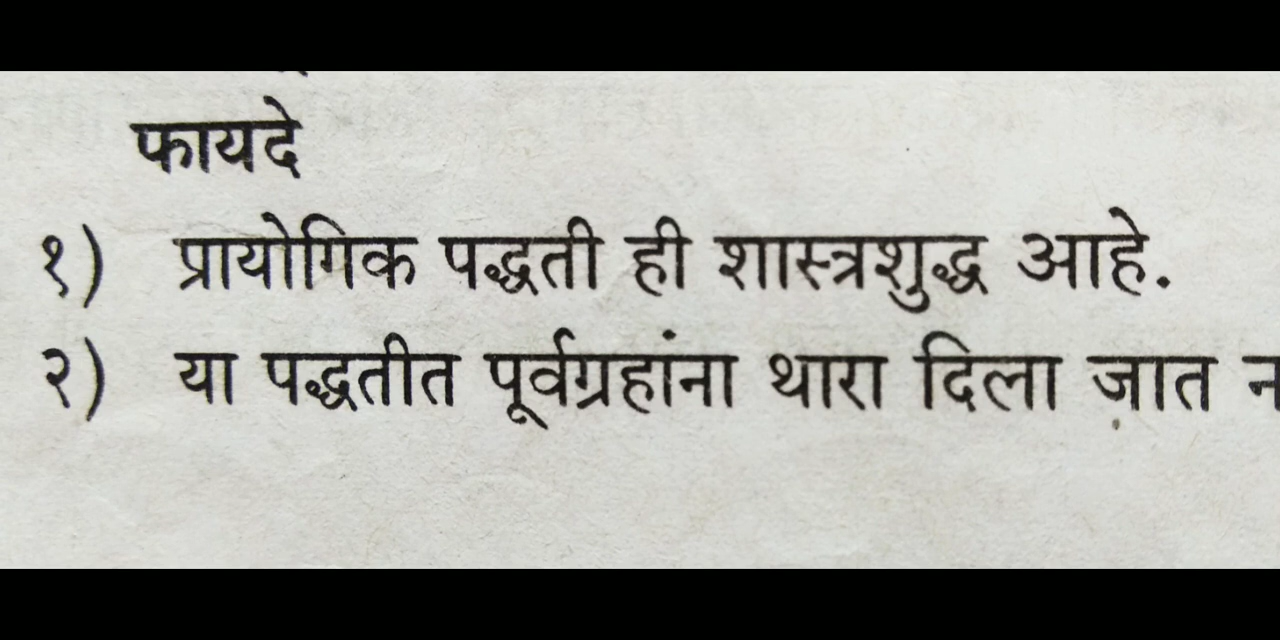 फायदे
१) प्रायोगिक पद्धती ही शास्त्रशुद्ध आहे.
२) या पद्धतीत पूर्वग्रहांना थारा दिला जात